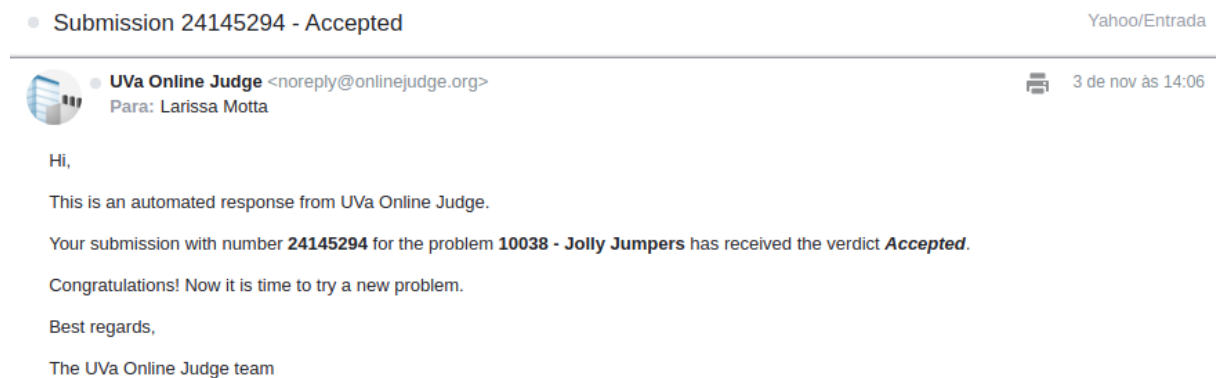 Submission 24145294 - Accepted
Yahoo/Entrada
UVa Online Judge <noreply@onlinejudge.org>
3 de nov às 14:06
Para: Larissa Motta
Hi,
This is an automated response from UVa Online Judge.
Your submission with number 24145294 for the problem 10038 - Jolly Jumpers has received the verdict Accepted.
Congratulations! Now it is time to try a new problem.
Best regards,
The UVa Online Judge team